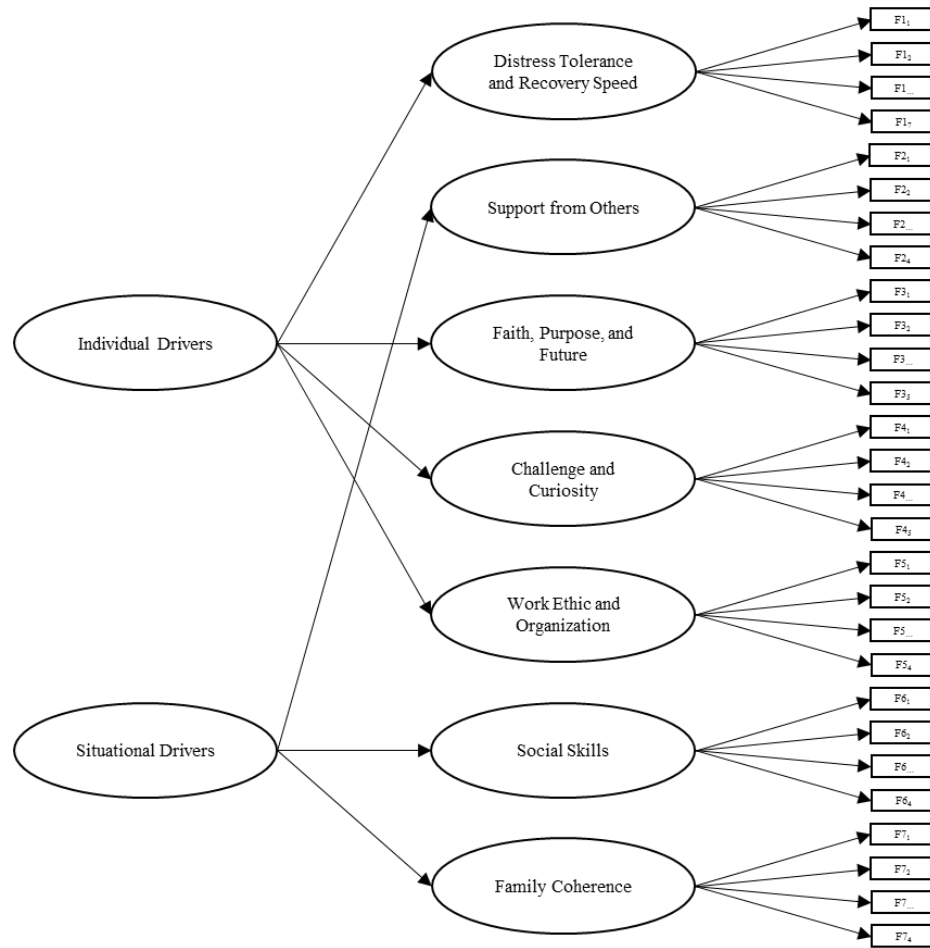 Distress Tolerance
and Recovery Speed
Support from Others
Individual Drivers
Faith, Purpose, and
Future
Challenge and
Curiosity
Work Ethic and
Organization
Situational Drivers
Social Skills
Family Coherence
F1₁
F1₂
F1...
F1₇
F2₁
F2₂
F2...
F2₄
F3₁
F3₂
F3...
F3₅
F4₁
F4₂
F4...
F4₅
F5₁
F5₂
F5...
F5₄
F6₁
F6₂
F6...
F6₄
F7₁
F7₂
F7...
F7₄